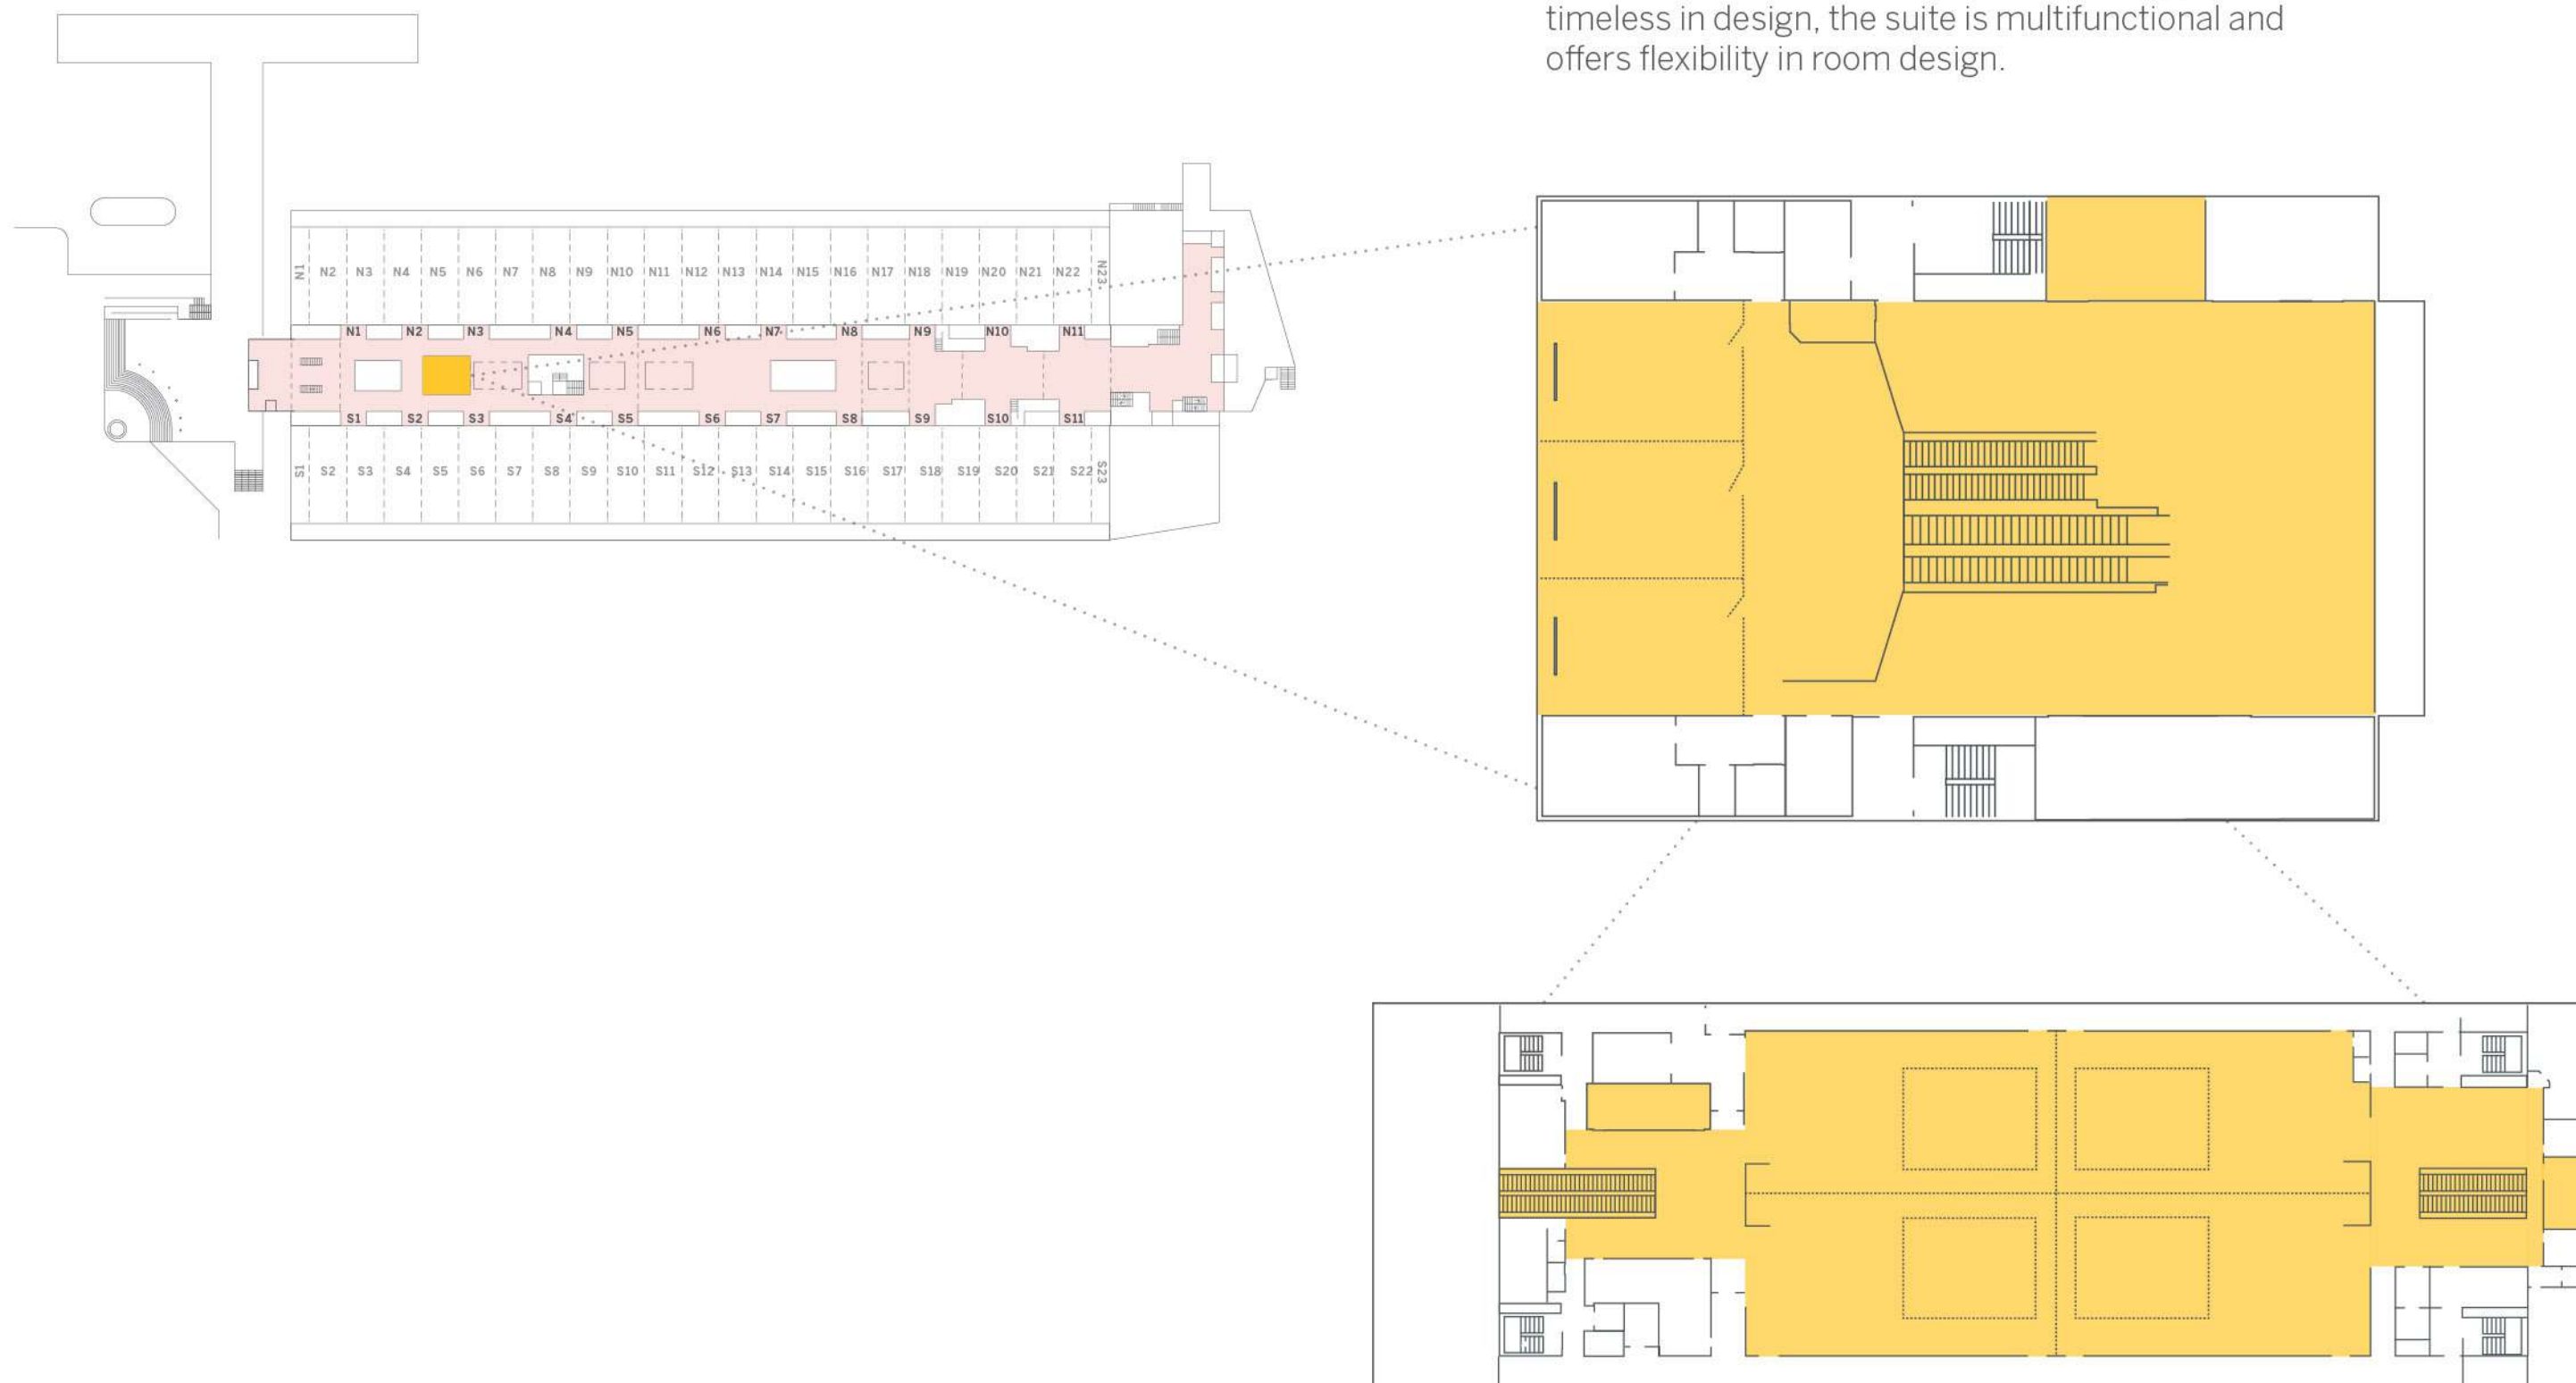 timeless in design, the suite is multifunctional and
offers flexibility in room design.
N1 N2 N3 N4 N5 N6 N7 N8 N9 N10 N11 N12 N13 N14 N15 N16 N17 N18 N19 N20 N21 N22 N23
N1 N2 N3 N4 N5 N6 N7 N8 N9 N10 N11
S1 S2 S3 S4 S5 S6 S7 S8 S9 S10 S11
S1 S2 S3 S4 S5 S6 S7 S8 S9 S10 S11 S12 S13 S14 S15 S16 S17 S18 S19 S20 S21 S22 S23